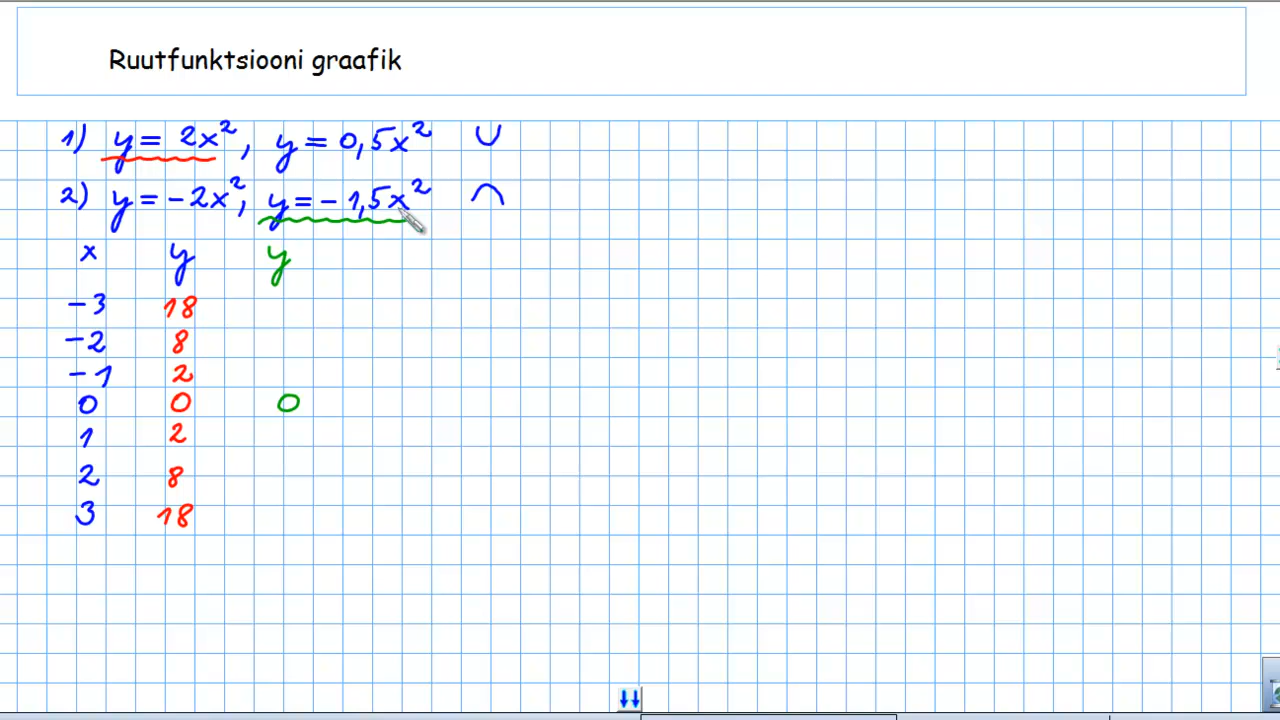 Ruutfunktsiooni graafik
1) y = 2x², y = 0,5x² ∪
2) y = -2x², y = -1,5x² ∩
x y y
-3 18
-2 8
-1 2
0 0 0
1 2
2 8
3 18